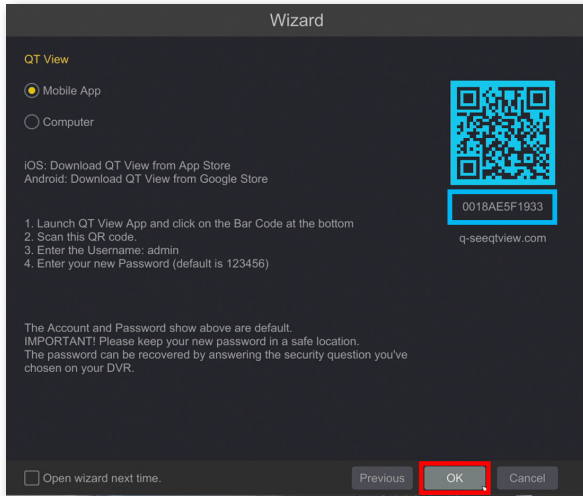 Wizard
QT View
Mobile App
Computer
iOS: Download QT View from App Store
Android: Download QT View from Google Store
0018AE5F1933
q-seeqtview.com
1. Launch QT View App and click on the Bar Code at the bottom
2. Scan this QR code.
3. Enter the Username: admin
4. Enter your new Password (default is 123456)
The Account and Password show above are default.
IMPORTANT! Please keep your new password in a safe location.
The password can be recovered by answering the security question you've
chosen on your DVR.
Open wizard next time.
Previous
OK
Cancel